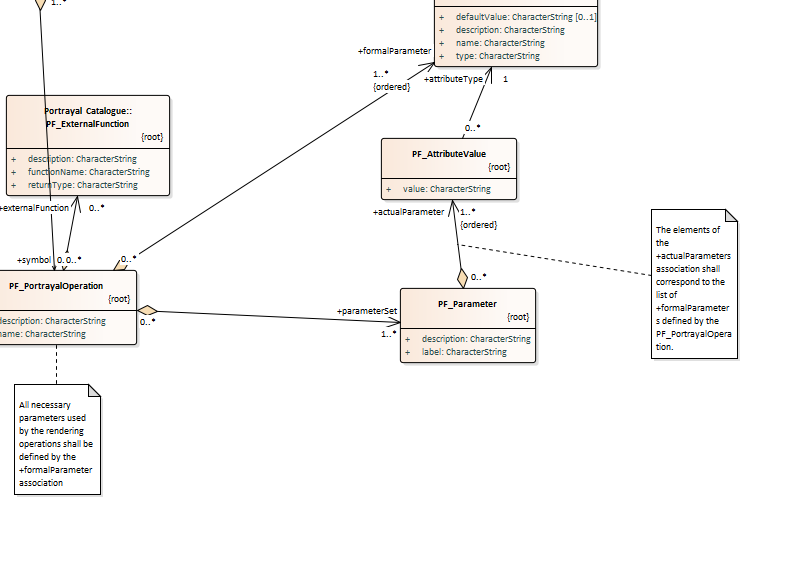 1..*
+ defaultValue: CharacterString [0..1]
+ description: CharacterString
+ name: CharacterString
+ type: CharacterString
+formalParameter
1..*
{ordered}
+attributeType 1
Portrayal Catalogue::
PF_ExternalFunction
{root}
+ description: CharacterString
+ functionName: CharacterString
+ returnType: CharacterString
0..*
PF_AttributeValue
{root}
+ value: CharacterString
+externalFunction 0..*
+actualParameter 1..*
{ordered}
The elements of
the
+actualParameters
association shall
correspond to the
list of
+formalParameter
s defined by the
PF_PortrayalOpera
tion.
+symbol 0..
0..*
0..*
PF_PortrayalOperation
{root}
description: CharacterString
name: CharacterString
0..*
0..*
+parameterSet
1..*
PF_Parameter
{root}
+ description: CharacterString
+ label: CharacterString
All necessary
parameters used
by the rendering
operations shall be
defined by the
+formalParameter
association